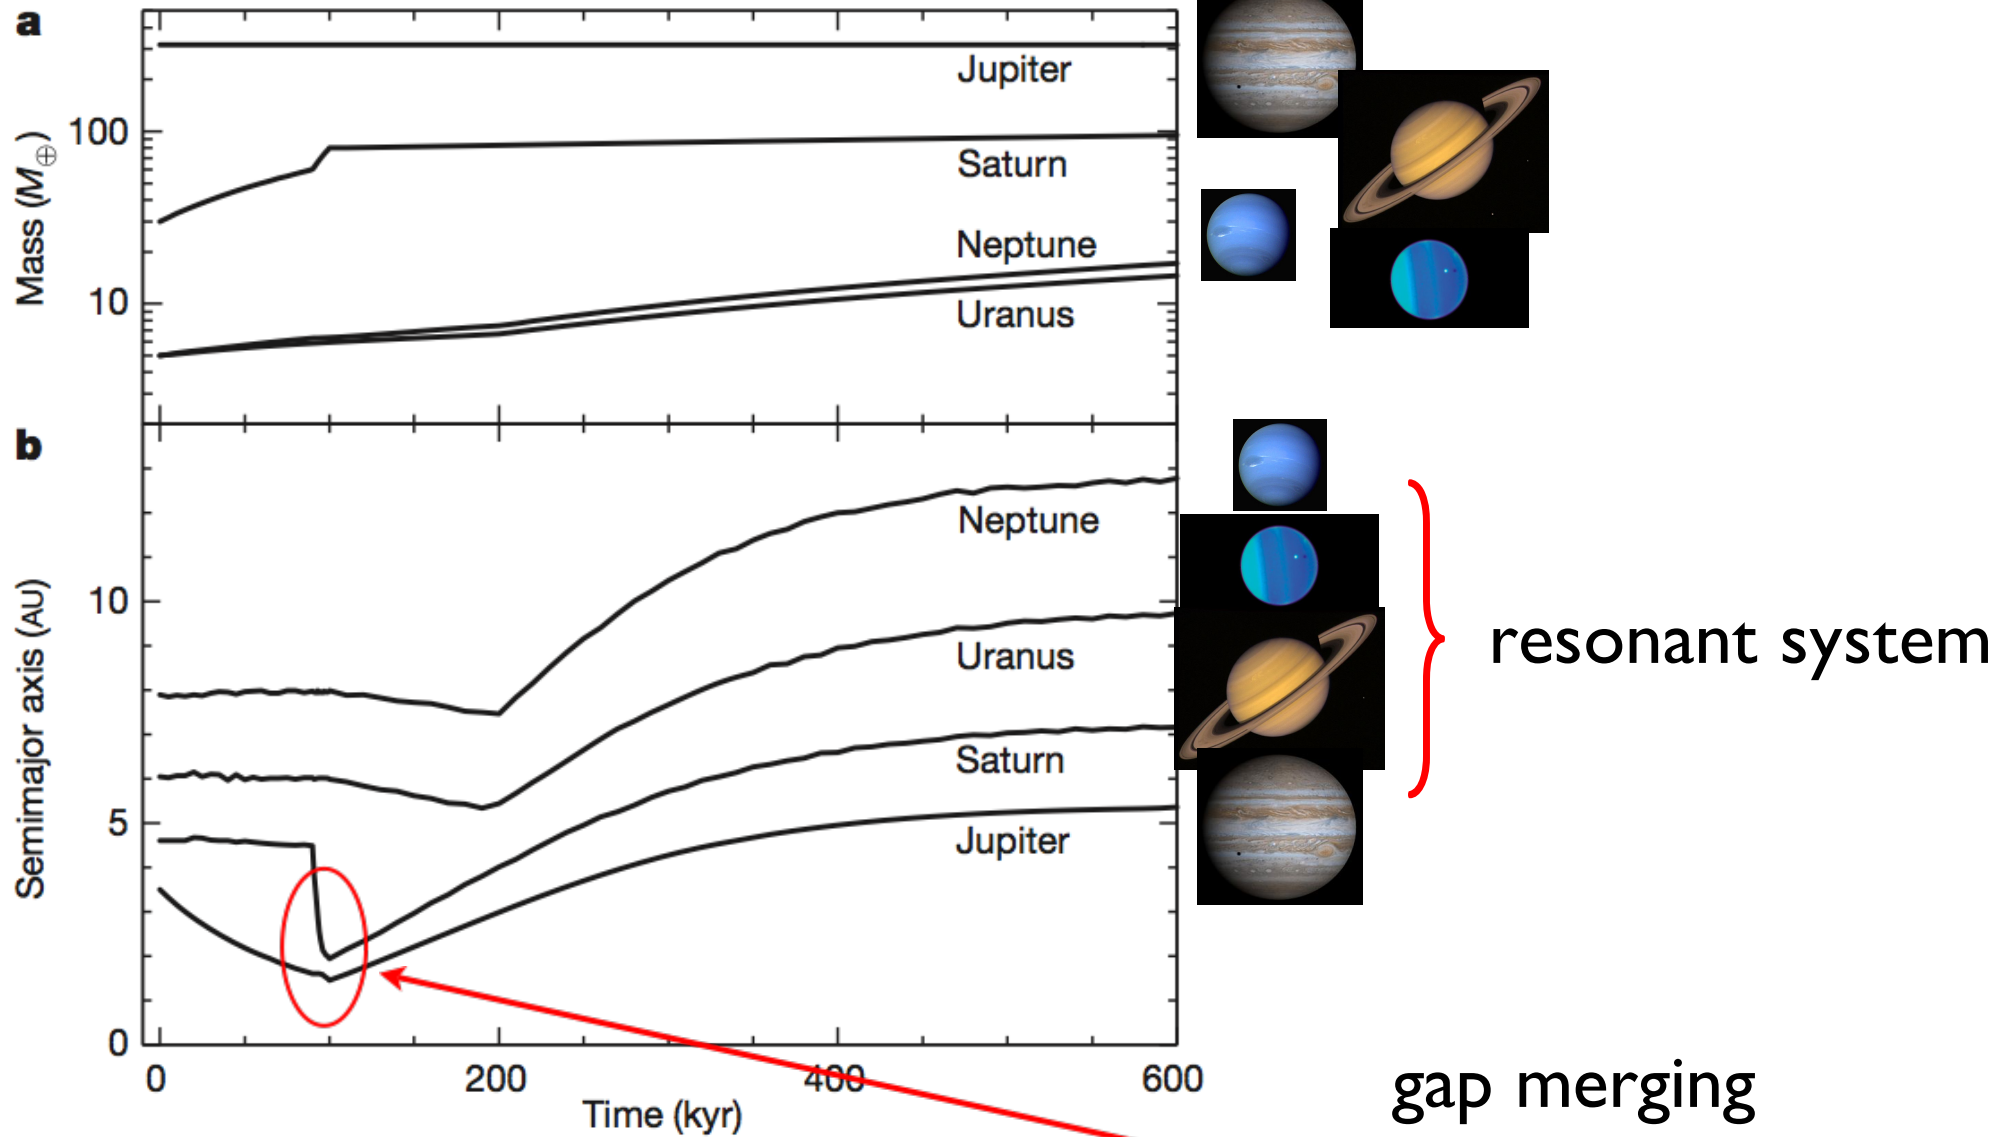 a
Jupiter
100
Saturn
Mass (M⊕)
Neptune
10
Uranus
b
Neptune
10
Uranus
resonant system
Semimajor axis (AU)
Saturn
5
Jupiter
0
0 200 400 600
Time (kyr)
gap merging